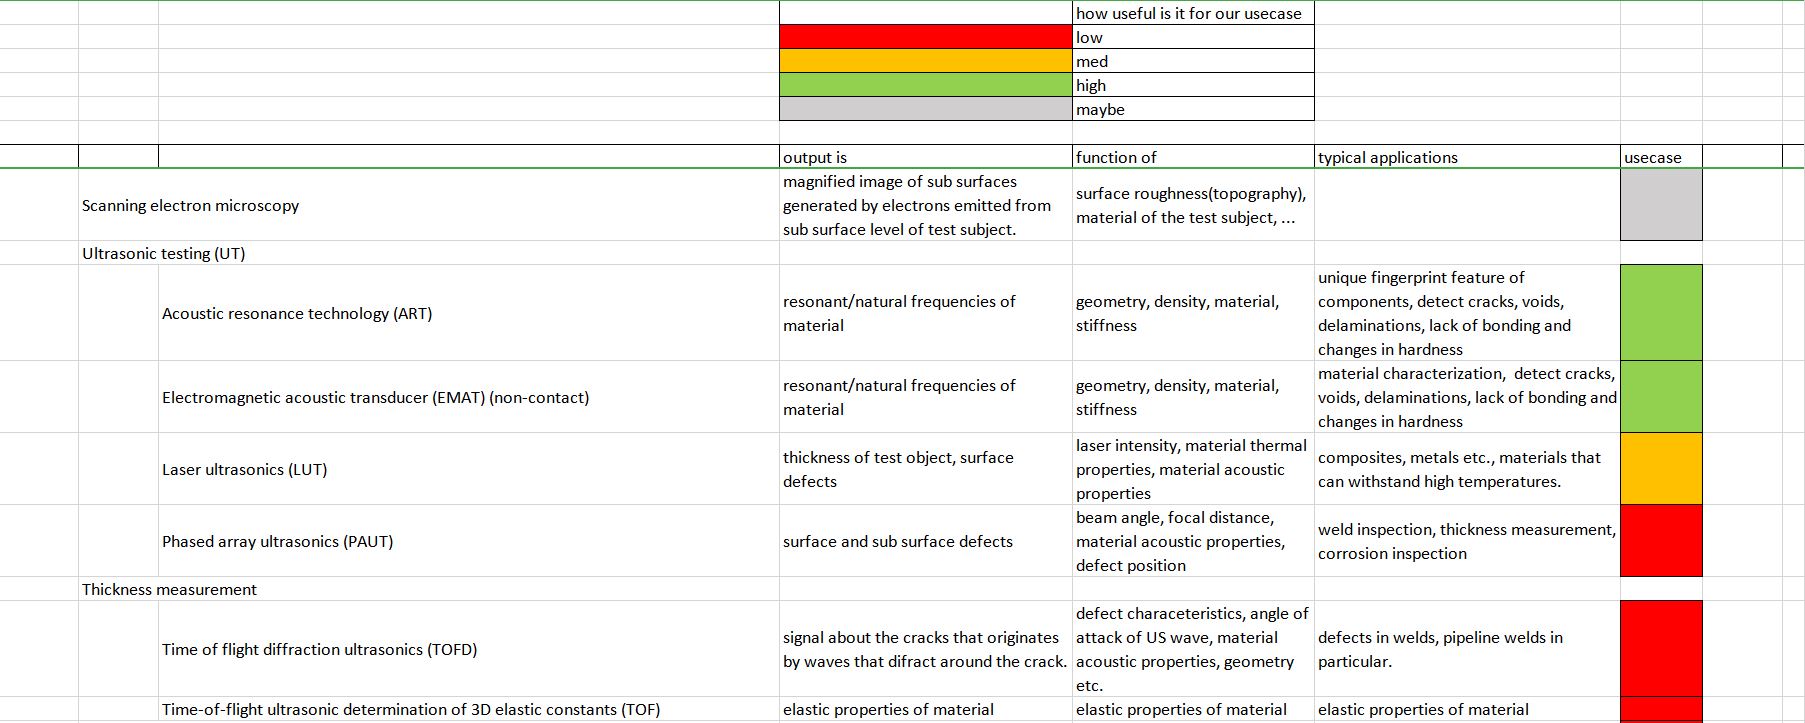 how useful is it for our usecase
low
med
high
maybe
output is
function of
typical applications
usecase
Scanning electron microscopy
magnified image of sub surfaces
generated by electrons emitted from
sub surface level of test subject.
surface roughness(topography),
material of the test subject, ...
Ultrasonic testing (UT)
Acoustic resonance technology (ART)
resonant/natural frequencies of
material
geometry, density, material,
stiffness
unique fingerprint feature of
components, detect cracks, voids,
delaminations, lack of bonding and
changes in hardness
Electromagnetic acoustic transducer (EMAT) (non-contact)
resonant/natural frequencies of
material
geometry, density, material,
stiffness
material characterization,  detect cracks,
voids, delaminations, lack of bonding and
changes in hardness
Laser ultrasonics (LUT)
thickness of test object, surface
defects
laser intensity, material thermal
properties, material acoustic
properties
composites, metals etc., materials that
can withstand high temperatures.
Phased array ultrasonics (PAUT)
surface and sub surface defects
beam angle, focal distance,
material acoustic properties,
defect position
weld inspection, thickness measurement,
corrosion inspection
Thickness measurement
Time of flight diffraction ultrasonics (TOFD)
signal about the cracks that originates
by waves that difract around the crack.
defect characeteristics, angle of
attack of US wave, material
acoustic properties, geometry
etc.
defects in welds, pipeline welds in
particular.
Time-of-flight ultrasonic determination of 3D elastic constants (TOF)
elastic properties of material
elastic properties of material
elastic properties of material